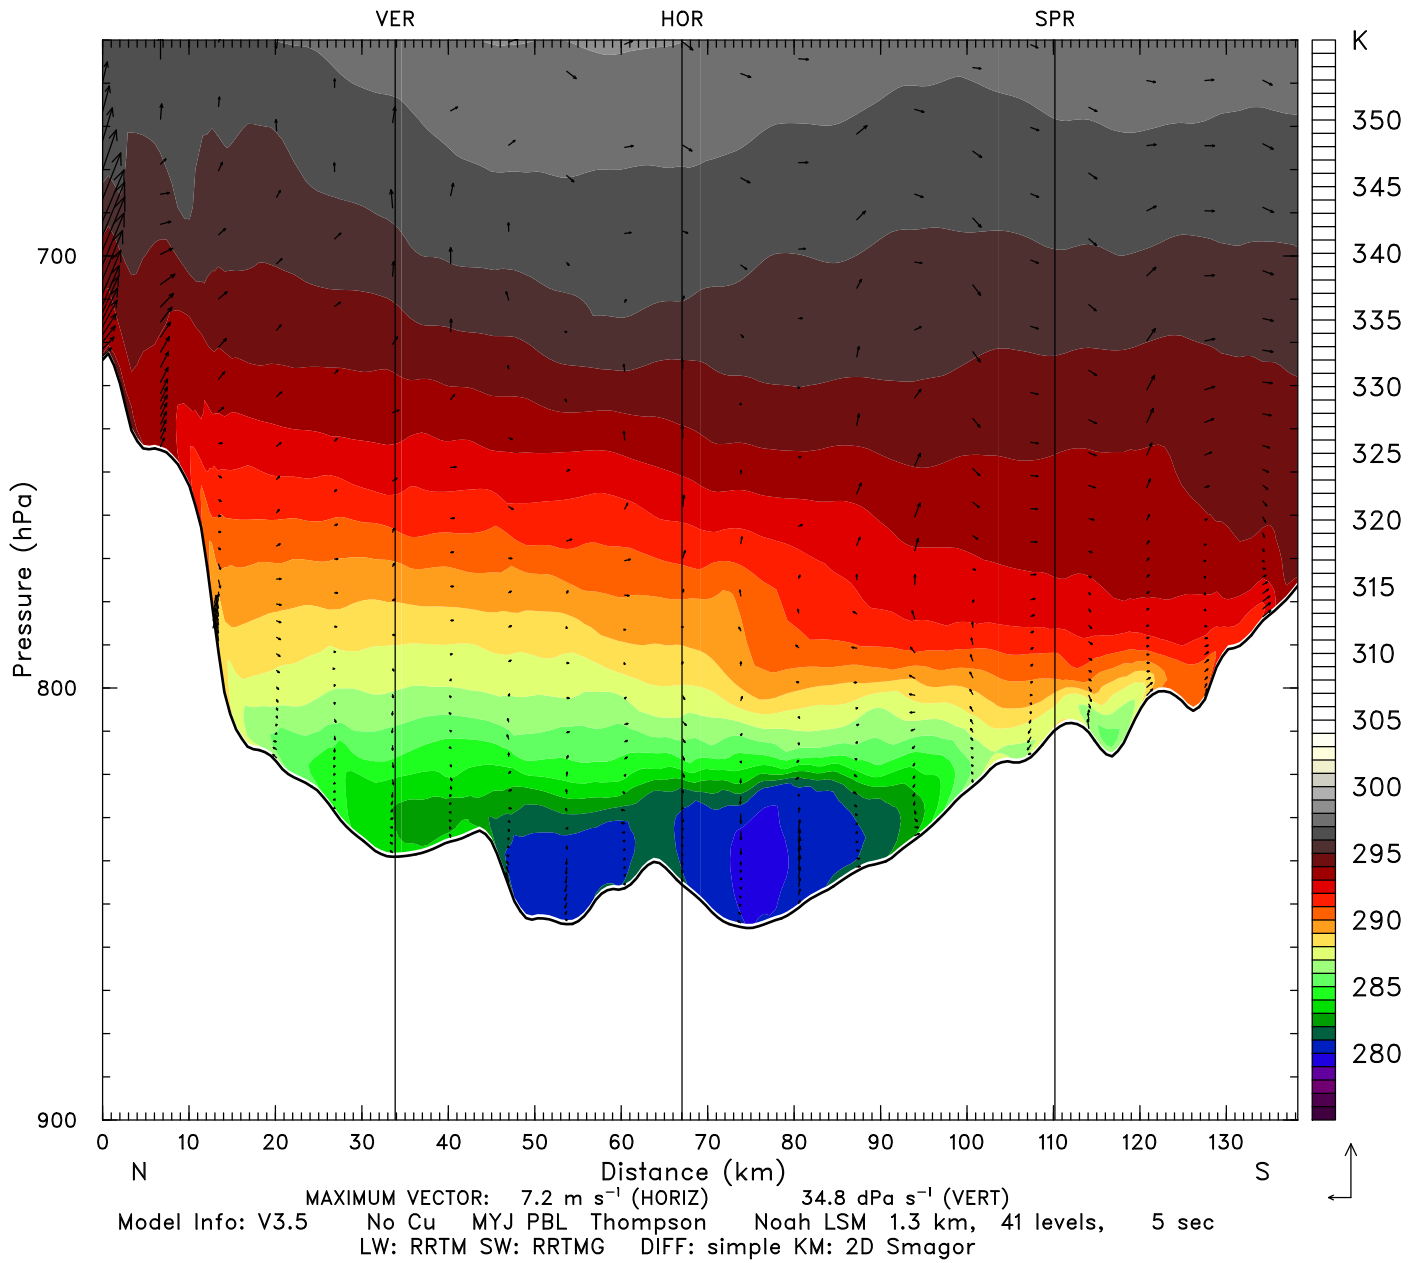 VER HOR SPR
K
350
345
700 340
335
330
325
320
Pressure (hPa)
315
310
800
305
300
295
290
285
280
900
0 10 20 30 40 50 60 70 80 90 100 110 120 130
N Distance (km) S
MAXIMUM VECTOR: 7.2 m s⁻¹ (HORIZ) 34.8 dPa s⁻¹ (VERT)
Model Info: V3.5 No Cu MYJ PBL Thompson Noah LSM 1.3 km, 41 levels, 5 sec
LW: RRTM SW: RRTMG DIFF: simple KM: 2D Smagor